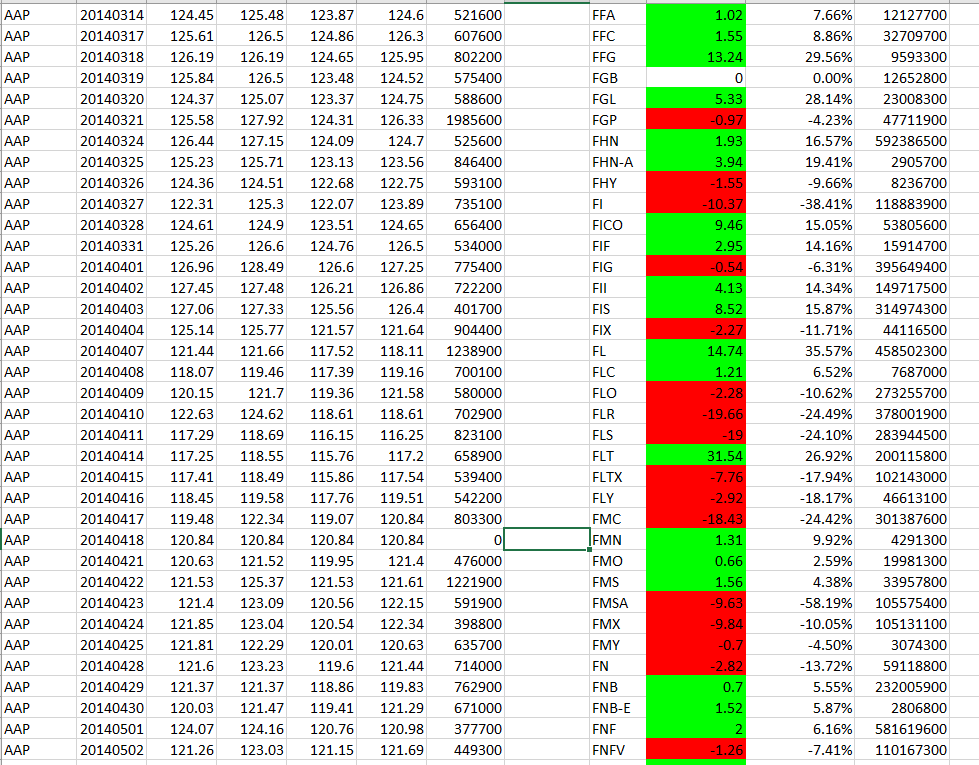 AAP 20140314 124.45 125.48 123.87 124.6 521600 FFA 1.02 7.66% 12127700
AAP 20140317 125.61 126.5 124.86 126.3 607600 FFC 1.55 8.86% 32709700
AAP 20140318 126.19 126.19 124.65 125.95 802200 FFG 13.24 29.56% 9593300
AAP 20140319 125.84 126.5 123.48 124.52 575400 FGB 0 0.00% 12652800
AAP 20140320 124.37 125.07 123.37 124.75 588600 FGL 5.33 28.14% 23008300
AAP 20140321 125.58 127.92 124.31 126.33 1985600 FGP -0.97 -4.23% 47711900
AAP 20140324 126.44 127.15 124.09 124.7 525600 FHN 1.93 16.57% 592386500
AAP 20140325 125.23 125.71 123.13 123.56 846400 FHN-A 3.94 19.41% 2905700
AAP 20140326 124.36 124.51 122.68 122.75 593100 FHY -1.55 -9.66% 8236700
AAP 20140327 122.31 125.3 122.07 123.89 735100 FI -10.37 -38.41% 118883900
AAP 20140328 124.61 124.9 123.51 124.65 656400 FICO 9.46 15.05% 53805600
AAP 20140331 125.26 126.6 124.76 126.5 534000 FIF 2.95 14.16% 15914700
AAP 20140401 126.96 128.49 126.6 127.25 775400 FIG -0.54 -6.31% 395649400
AAP 20140402 127.45 127.48 126.21 126.86 722200 FII 4.13 14.34% 149717500
AAP 20140403 127.06 127.33 125.56 126.4 401700 FIS 8.52 15.87% 314974300
AAP 20140404 125.14 125.77 121.57 121.64 904400 FIX -2.27 -11.71% 44116500
AAP 20140407 121.44 121.66 117.52 118.11 1238900 FL 14.74 35.57% 458502300
AAP 20140408 118.07 119.46 117.39 119.16 700100 FLC 1.21 6.52% 7687000
AAP 20140409 120.15 121.7 119.36 121.58 580000 FLO -2.28 -10.62% 273255700
AAP 20140410 122.63 124.62 118.61 118.61 702900 FLR -19.66 -24.49% 378001900
AAP 20140411 117.29 118.69 116.15 116.25 823100 FLS -19 -24.10% 283944500
AAP 20140414 117.25 118.55 115.76 117.2 658900 FLT 31.54 26.92% 200115800
AAP 20140415 117.41 118.49 115.86 117.54 539400 FLTX -7.76 -17.94% 102143000
AAP 20140416 118.45 119.58 117.76 119.51 542200 FLY -2.92 -18.17% 46613100
AAP 20140417 119.48 122.34 119.07 120.84 803300 FMC -18.43 -24.42% 301387600
AAP 20140418 120.84 120.84 120.84 120.84 0 FMN 1.31 9.92% 4291300
AAP 20140421 120.63 121.52 119.95 121.4 476000 FMO 0.66 2.59% 19981300
AAP 20140422 121.53 125.37 121.53 121.61 1221900 FMS 1.56 4.38% 33957800
AAP 20140423 121.4 123.09 120.56 122.15 591900 FMSA -9.63 -58.19% 105575400
AAP 20140424 121.85 123.04 120.54 122.34 398800 FMX -9.84 -10.05% 105131100
AAP 20140425 121.81 122.29 120.01 120.63 635700 FMY -0.7 -4.50% 3074300
AAP 20140428 121.6 123.23 119.6 121.44 714000 FN -2.82 -13.72% 59118800
AAP 20140429 121.37 121.37 118.86 119.83 762900 FNB 0.7 5.55% 232005900
AAP 20140430 120.03 121.47 119.41 121.29 671000 FNB-E 1.52 5.87% 2806800
AAP 20140501 124.07 124.16 120.76 120.98 377700 FNF 2 6.16% 581619600
AAP 20140502 121.26 123.03 121.15 121.69 449300 FNFV -1.26 -7.41% 110167300